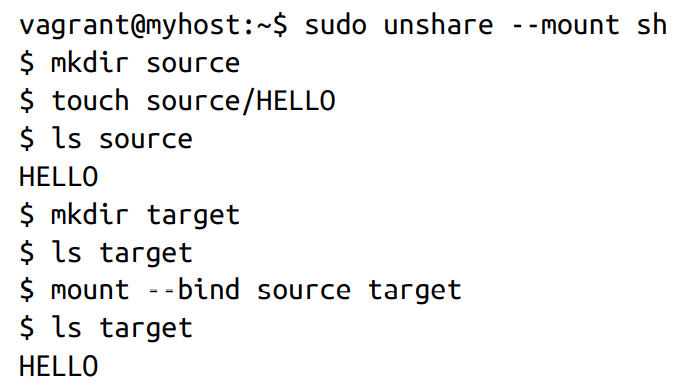 vagrant@myhost:~$ sudo unshare --mount sh
$ mkdir source
$ touch source/HELLO
$ ls source
HELLO
$ mkdir target
$ ls target
$ mount --bind source target
$ ls target
HELLO